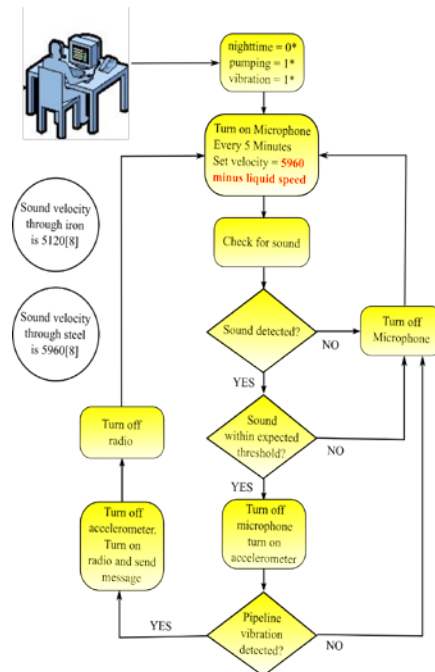 nighttime = 0*
pumping = 1*
vibration = 1*
Turn on Microphone
Every 5 Minutes
Set velocity = 5960
minus liquid speed
Sound velocity
through iron
is 5120[8]
Check for sound
Sound velocity
through steel
is 5960[8]
Sound detected?
NO
Turn off
Microphone
YES
Turn off
radio
Sound
within expected
threshold?
NO
YES
Turn off
accelerometer.
Turn on
radio and send
message
Turn off
microphone
turn on
accelerometer
Pipeline
vibration
detected?
YES
NO